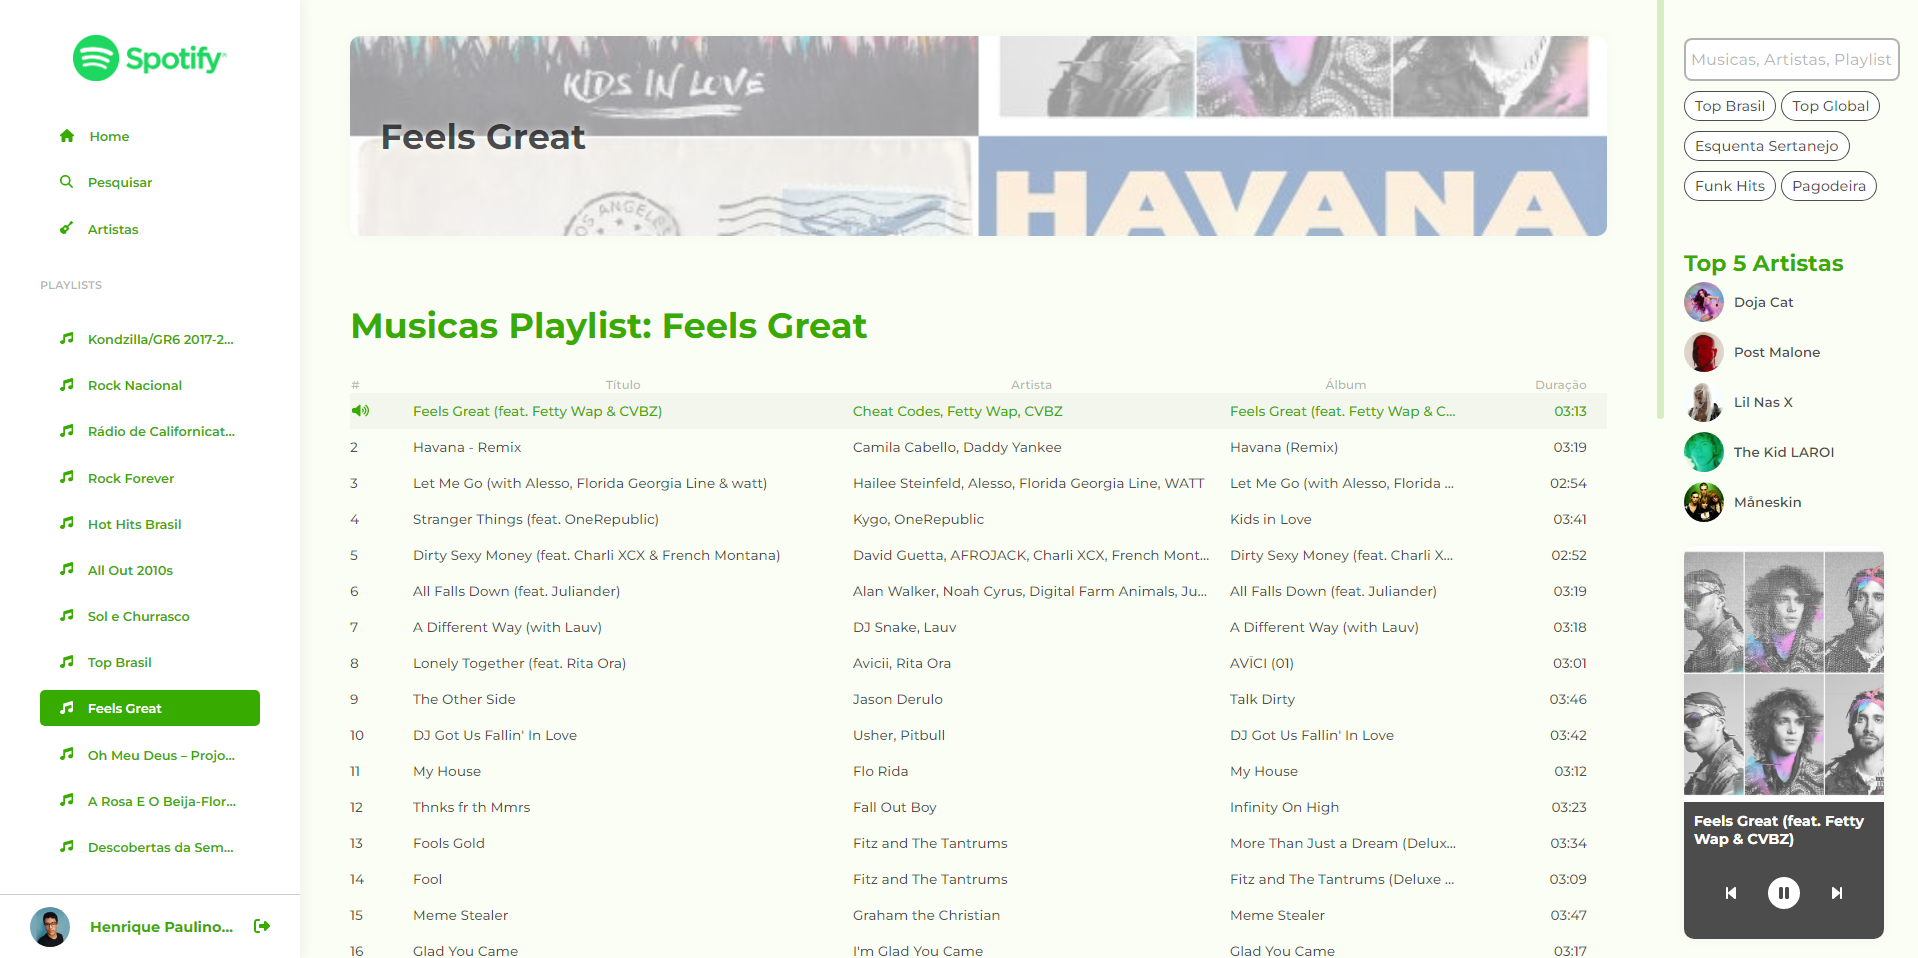 Spotify
Home
Pesquisar
Artistas
PLAYLISTS
Kondzilla/GR6 2017-2...
Rock Nacional
Rádio de Californicat...
Rock Forever
Hot Hits Brasil
All Out 2010s
Sol e Churrasco
Top Brasil
Feels Great
Oh Meu Deus – Projo...
A Rosa E O Beija-Flor...
Descobertas da Sem...
Henrique Paulino...
KIDS IN LOVE
Feels Great
OS ANGELE
HAVANA
Musicas Playlist: Feels Great
# Título Artista Álbum Duração
Feels Great (feat. Fetty Wap & CVBZ) Cheat Codes, Fetty Wap, CVBZ Feels Great (feat. Fetty Wap & C... 03:13
2 Havana - Remix Camila Cabello, Daddy Yankee Havana (Remix) 03:19
3 Let Me Go (with Alesso, Florida Georgia Line & watt) Hailee Steinfeld, Alesso, Florida Georgia Line, WATT Let Me Go (with Alesso, Florida ... 02:54
4 Stranger Things (feat. OneRepublic) Kygo, OneRepublic Kids in Love 03:41
5 Dirty Sexy Money (feat. Charli XCX & French Montana) David Guetta, AFROJACK, Charli XCX, French Mont... Dirty Sexy Money (feat. Charli X... 02:52
6 All Falls Down (feat. Juliander) Alan Walker, Noah Cyrus, Digital Farm Animals, Ju... All Falls Down (feat. Juliander) 03:19
7 A Different Way (with Lauv) DJ Snake, Lauv A Different Way (with Lauv) 03:18
8 Lonely Together (feat. Rita Ora) Avicii, Rita Ora AVĪCI (01) 03:01
9 The Other Side Jason Derulo Talk Dirty 03:46
10 DJ Got Us Fallin' In Love Usher, Pitbull DJ Got Us Fallin' In Love 03:42
11 My House Flo Rida My House 03:12
12 Thnks fr th Mmrs Fall Out Boy Infinity On High 03:23
13 Fools Gold Fitz and The Tantrums More Than Just a Dream (Delux... 03:34
14 Fool Fitz and The Tantrums Fitz and The Tantrums (Deluxe ... 03:09
15 Meme Stealer Graham the Christian Meme Stealer 03:47
16 Glad You Came I'm Glad You Came Glad You Came 03:17
Musicas, Artistas, Playlist
Top Brasil Top Global
Esquenta Sertanejo
Funk Hits Pagodeira
Top 5 Artistas
Doja Cat
Post Malone
Lil Nas X
The Kid LAROI
Måneskin
Feels Great (feat. Fetty
Wap & CVBZ)